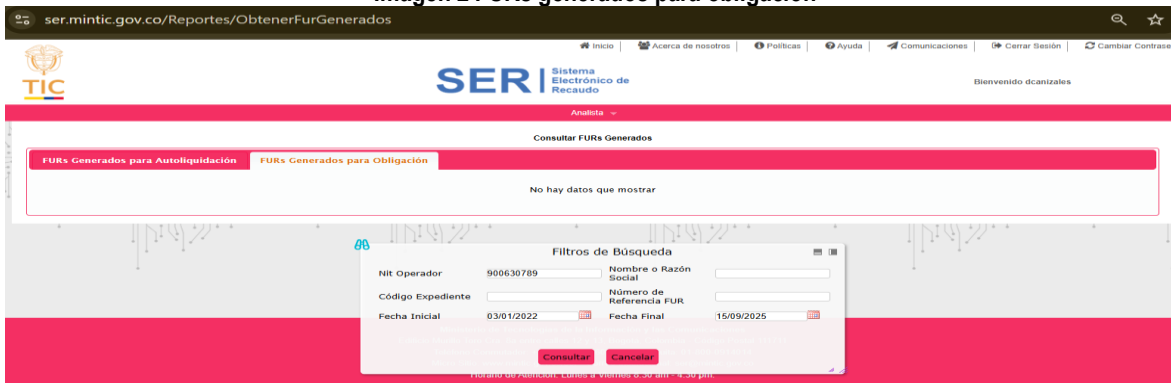 Imagen 2 FURs generados para obligación
ser.mintic.gov.co/Reportes/ObtenerFurGenerados
Inicio | Acerca de nosotros | Políticas | Ayuda | Comunicaciones | Cerrar Sesión | Cambiar Contrase
TIC
SER Sistema Electrónico de Recaudo
Bienvenido dcanizales
Analista
Consultar FURs Generados
FURs Generados para Autoliquidación FURs Generados para Obligación
No hay datos que mostrar
Filtros de Búsqueda
Nit Operador 900630789 Nombre o Razón Social
Código Expediente Número de Referencia FUR
Fecha Inicial 03/01/2022 Fecha Final 15/09/2025
Consultar Cancelar
Horario de Atención: Lunes a Viernes 8:30 am - 4:30 pm.